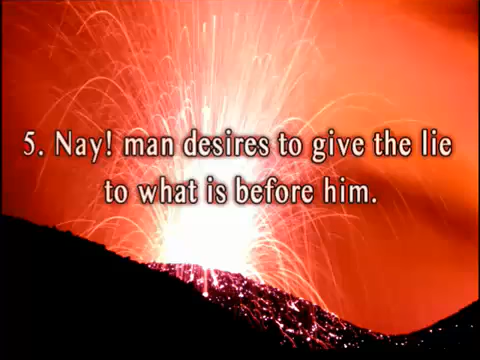 5. Nay! man desires to give the lie
to what is before him.